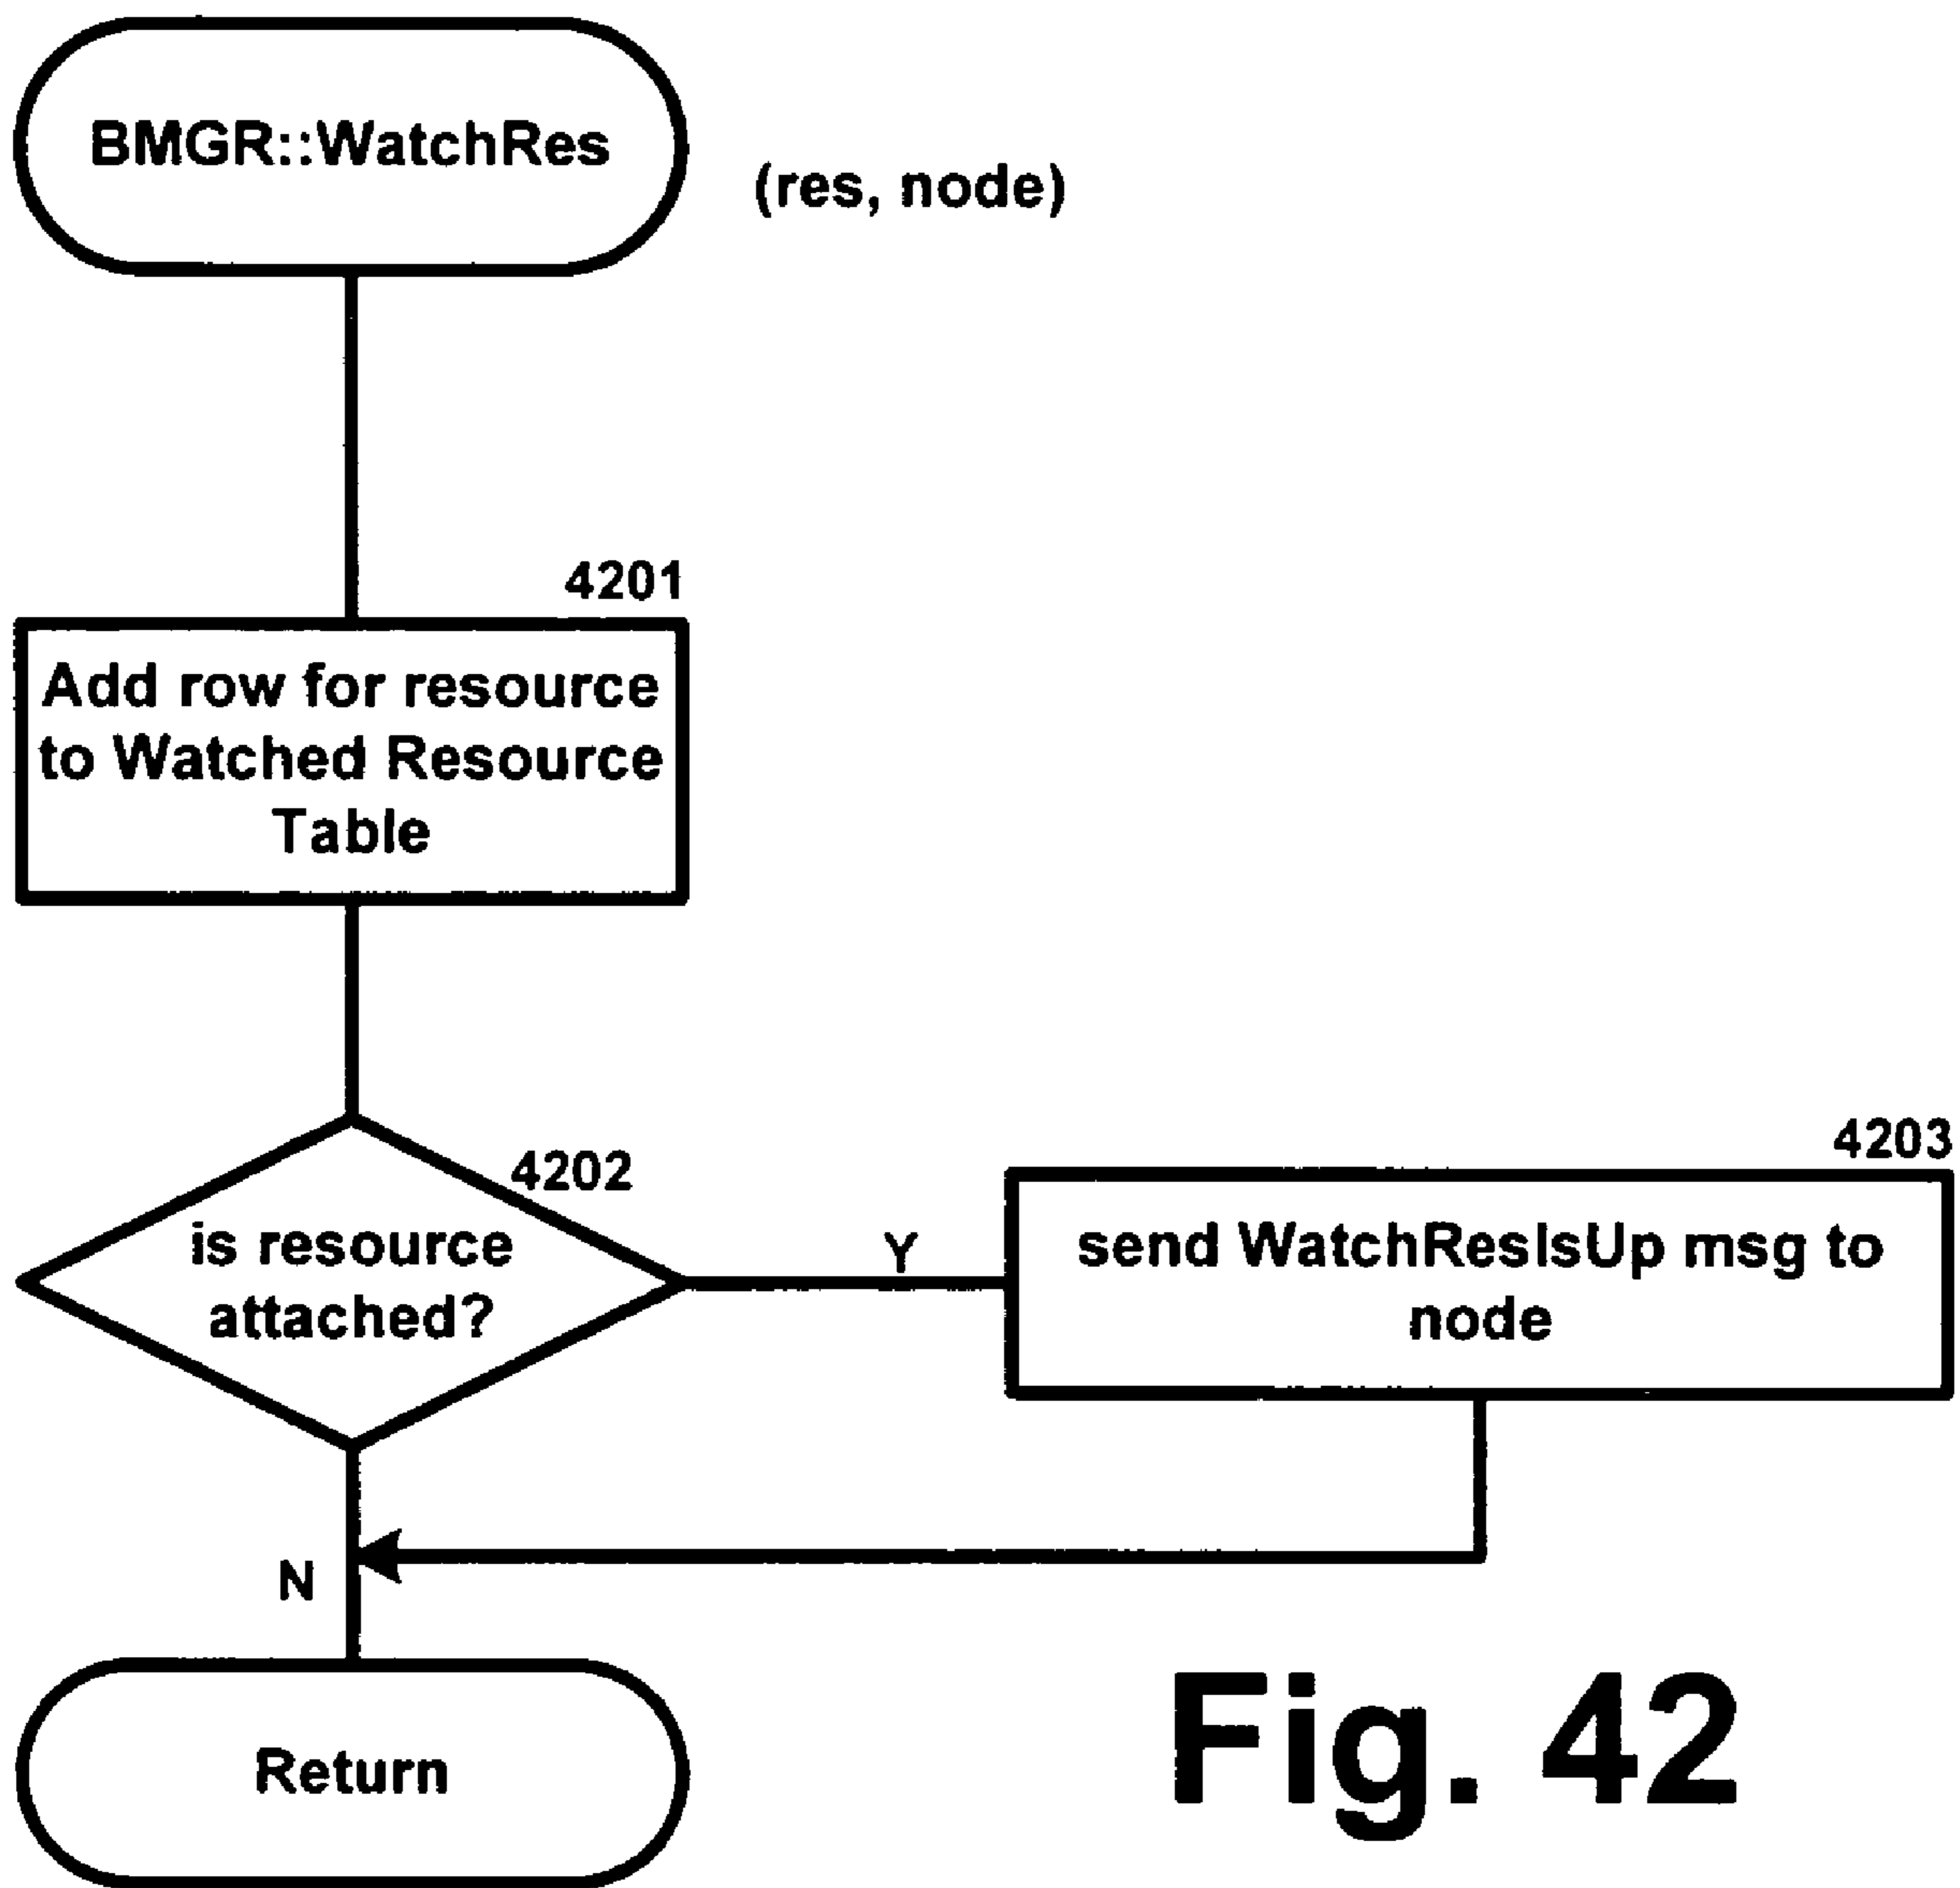 BMGR::WatchRes
(res, node)
4201
Add row for resource
to Watched Resource
Table
4202
is resource
attached?
Y
4203
send WatchResIsUp msg to
node
N
Return
Fig. 42